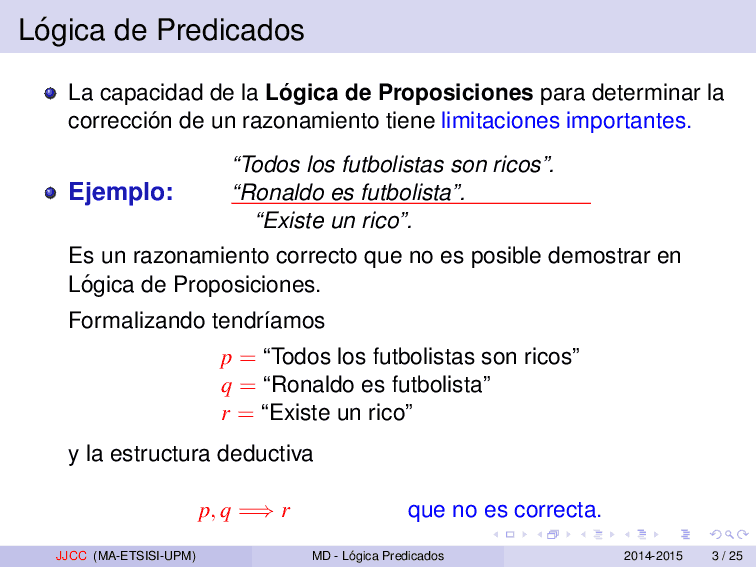 Lógica de Predicados
La capacidad de la Lógica de Proposiciones para determinar la
corrección de un razonamiento tiene limitaciones importantes.
“Todos los futbolistas son ricos”.
Ejemplo: “Ronaldo es futbolista”.
“Existe un rico”.
Es un razonamiento correcto que no es posible demostrar en
Lógica de Proposiciones.
Formalizando tendríamos
p = “Todos los futbolistas son ricos”
q = “Ronaldo es futbolista”
r = “Existe un rico”
y la estructura deductiva
p, q ⟹ r que no es correcta.
JJCC (MA-ETSISI-UPM) MD - Lógica Predicados 2014-2015 3 / 25